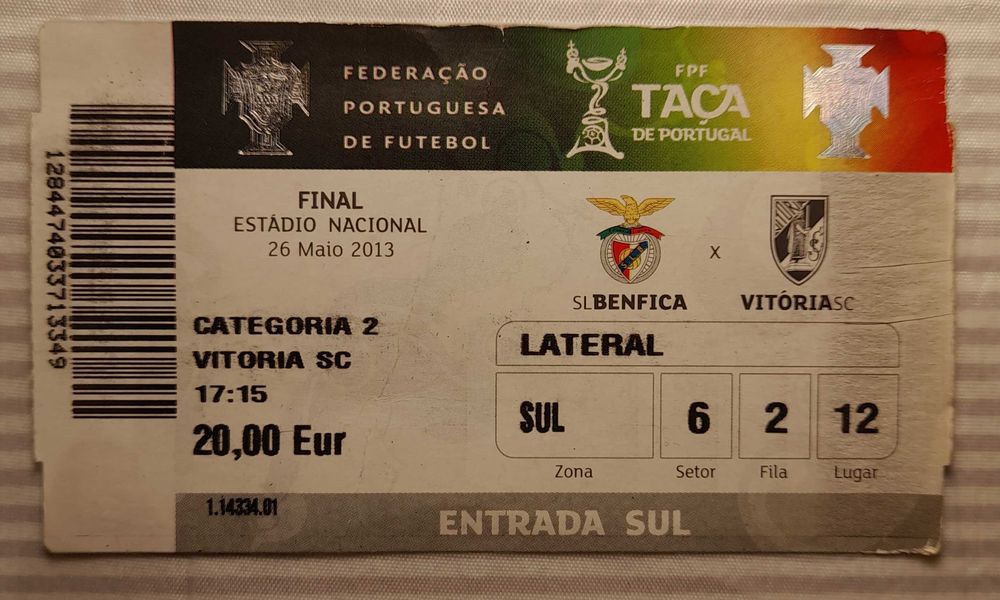 FEDERAÇÃO
PORTUGUESA
DE FUTEBOL
FPF
TAÇA
DE PORTUGAL
FINAL
ESTÁDIO NACIONAL
26 Maio 2013
SLBENFICA x VITÓRIASC
CATEGORIA 2
VITORIA SC
17:15
20,00 Eur
LATERAL
SUL 6 2 12
Zona Setor Fila Lugar
1.14334.01
ENTRADA SUL
1284474033713349